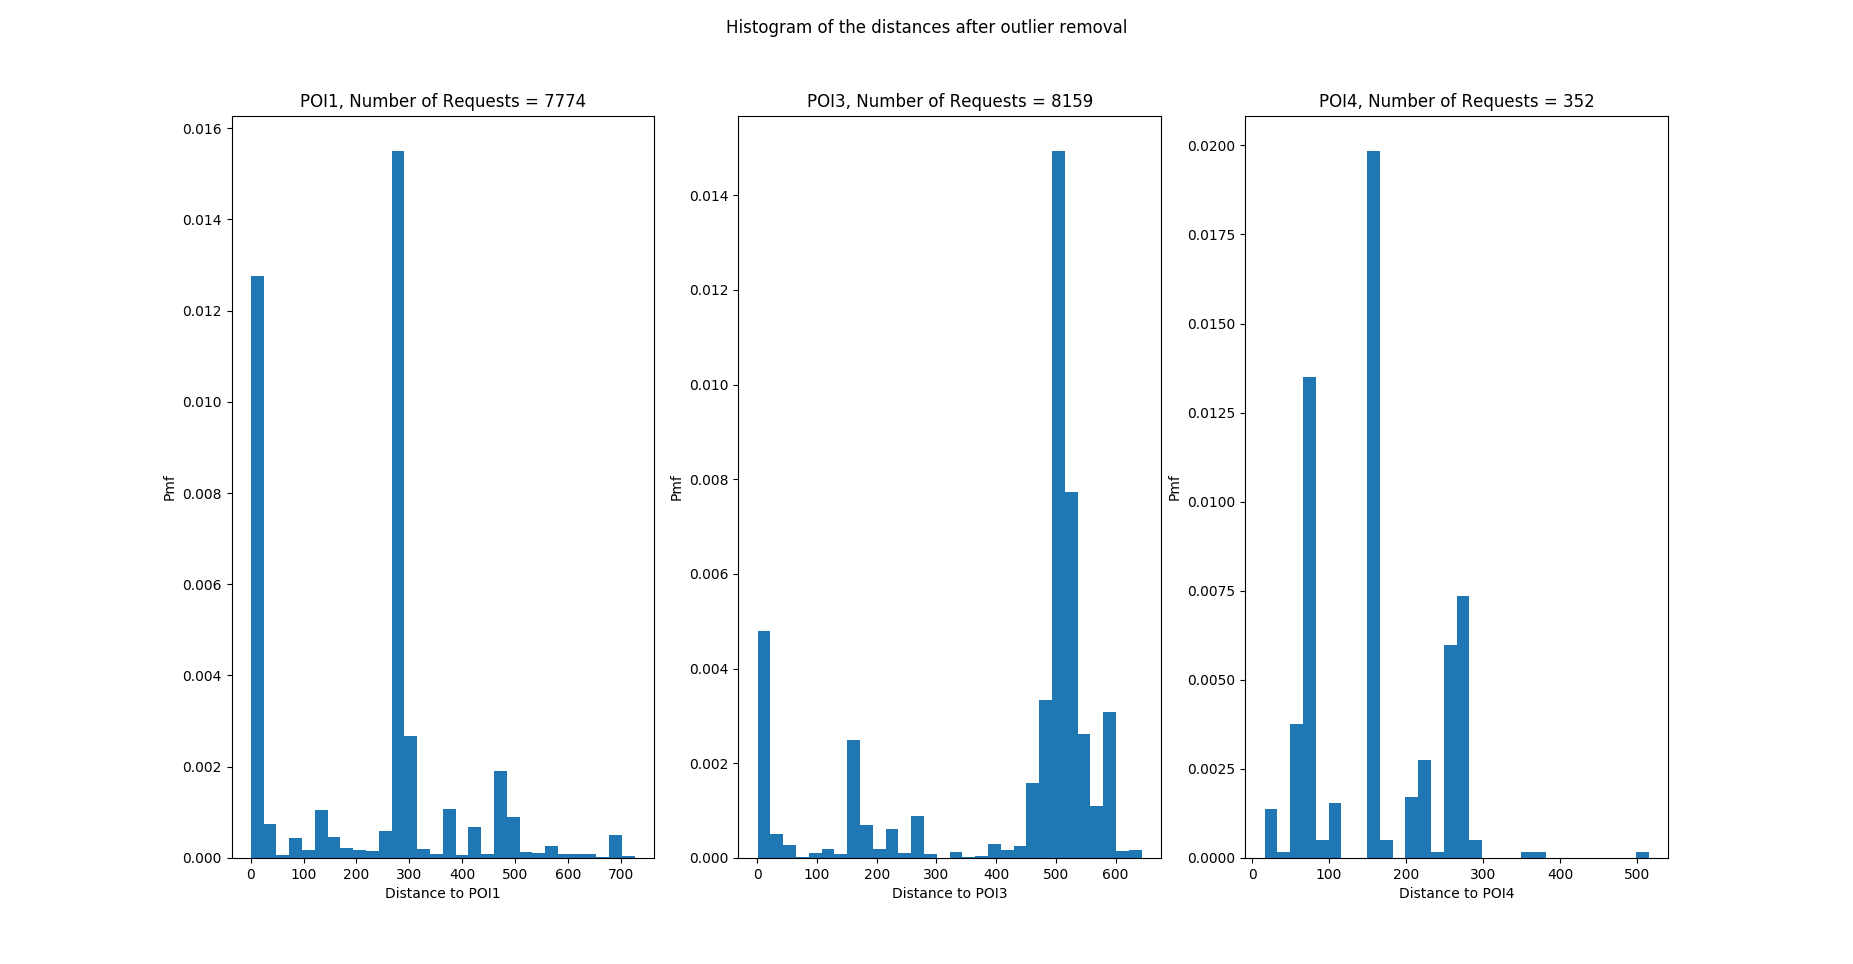 Histogram of the distances after outlier removal
POI1, Number of Requests = 7774
0.016
0.014
0.012
0.010
0.008
0.006
0.004
0.002
0.000
Pmf
0 100 200 300 400 500 600 700
Distance to POI1
POI3, Number of Requests = 8159
0.014
0.012
0.010
0.008
0.006
0.004
0.002
0.000
Pmf
0 100 200 300 400 500 600
Distance to POI3
POI4, Number of Requests = 352
0.0200
0.0175
0.0150
0.0125
0.0100
0.0075
0.0050
0.0025
0.0000
Pmf
0 100 200 300 400 500
Distance to POI4